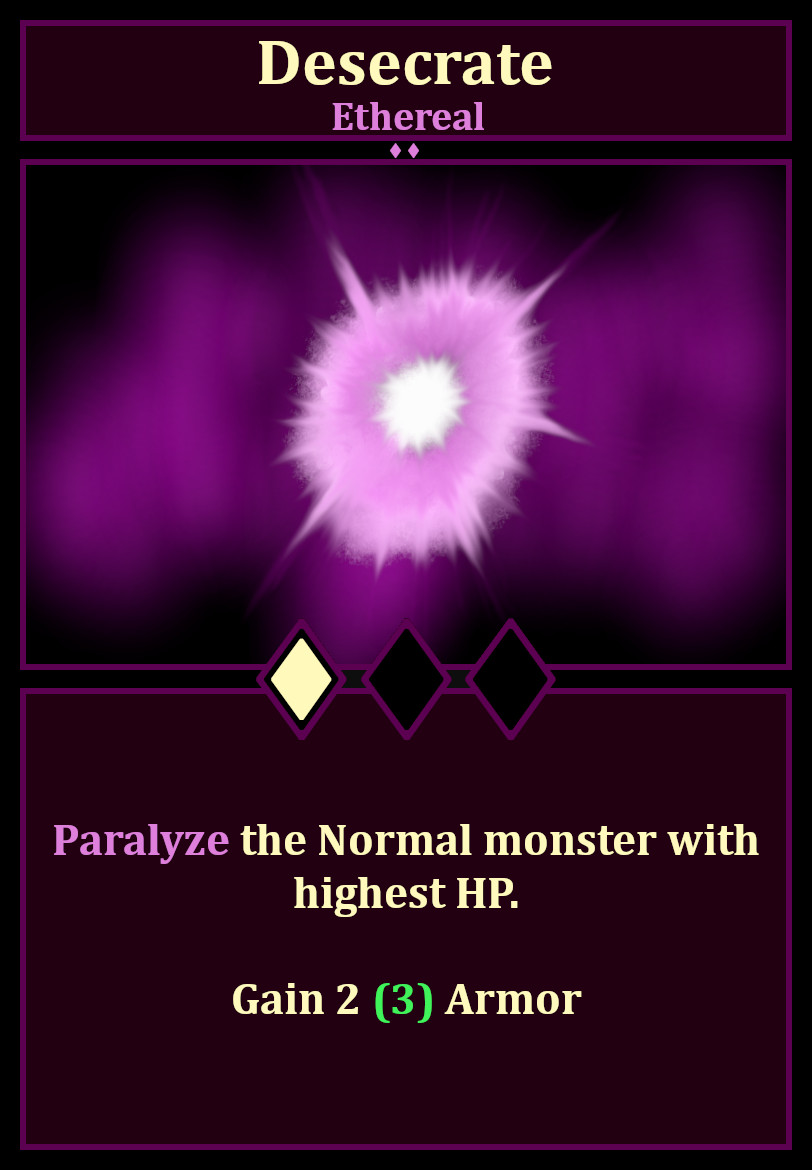 Desecrate
Ethereal
Paralyze the Normal monster with
highest HP.
Gain 2 (3) Armor